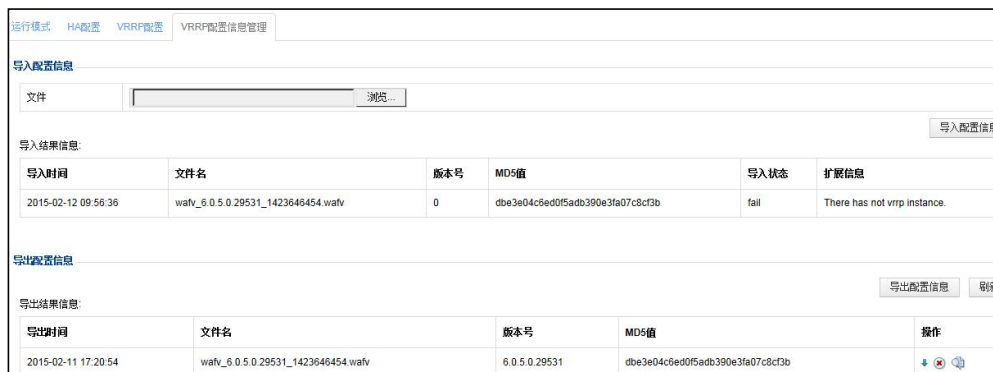 运行模式 HA配置 VRRP配置 VRRP配置信息管理
导入配置信息
文件 浏览...
导入配置信息
导入结果信息:
导入时间 文件名 版本号 MD5值 导入状态 扩展信息
2015-02-12 09:56:36 wafv_6.0.5.0.29531_1423646454.wafv 0 dbe3e04c6ed0f5adb390e3fa07c8cf3b fail There has not vrrp instance.
导出配置信息
导出配置信息 刷新
导出结果信息:
导出时间 文件名 版本号 MD5值 操作
2015-02-11 17:20:54 wafv_6.0.5.0.29531_1423646454.wafv 6.0.5.0.29531 dbe3e04c6ed0f5adb390e3fa07c8cf3b